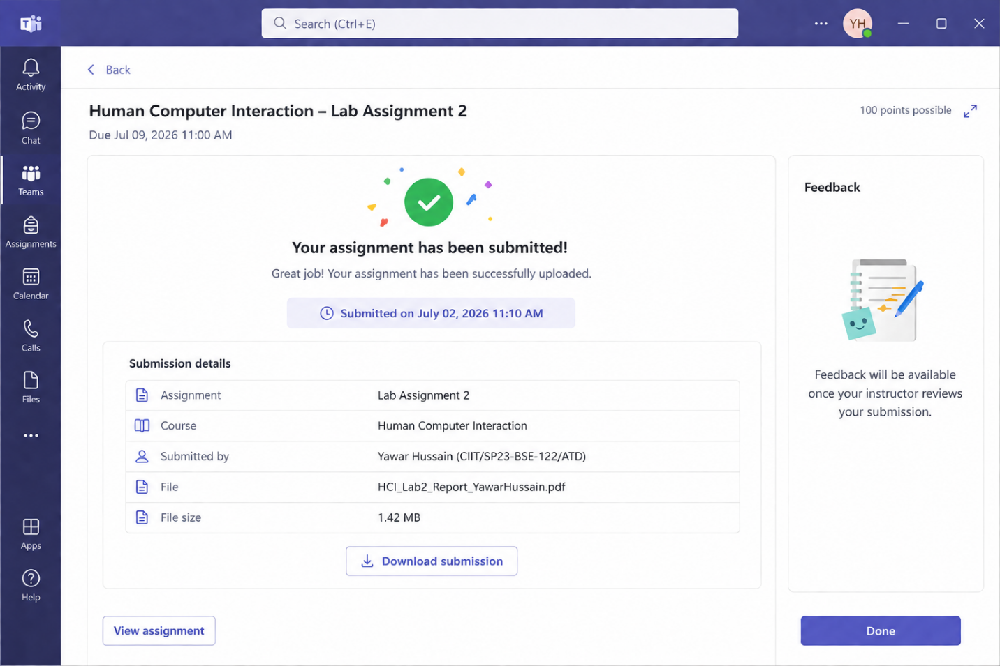 Search (Ctrl+E)
YH
Activity
Chat
Teams
Assignments
Calendar
Calls
Files
Apps
Help
Back
Human Computer Interaction – Lab Assignment 2
Due Jul 09, 2026 11:00 AM
100 points possible
Your assignment has been submitted!
Great job! Your assignment has been successfully uploaded.
Submitted on July 02, 2026 11:10 AM
Submission details
Assignment Lab Assignment 2
Course Human Computer Interaction
Submitted by Yawar Hussain (CIIT/SP23-BSE-122/ATD)
File HCI_Lab2_Report_YawarHussain.pdf
File size 1.42 MB
Download submission
View assignment
Feedback
Feedback will be available
once your instructor reviews
your submission.
Done